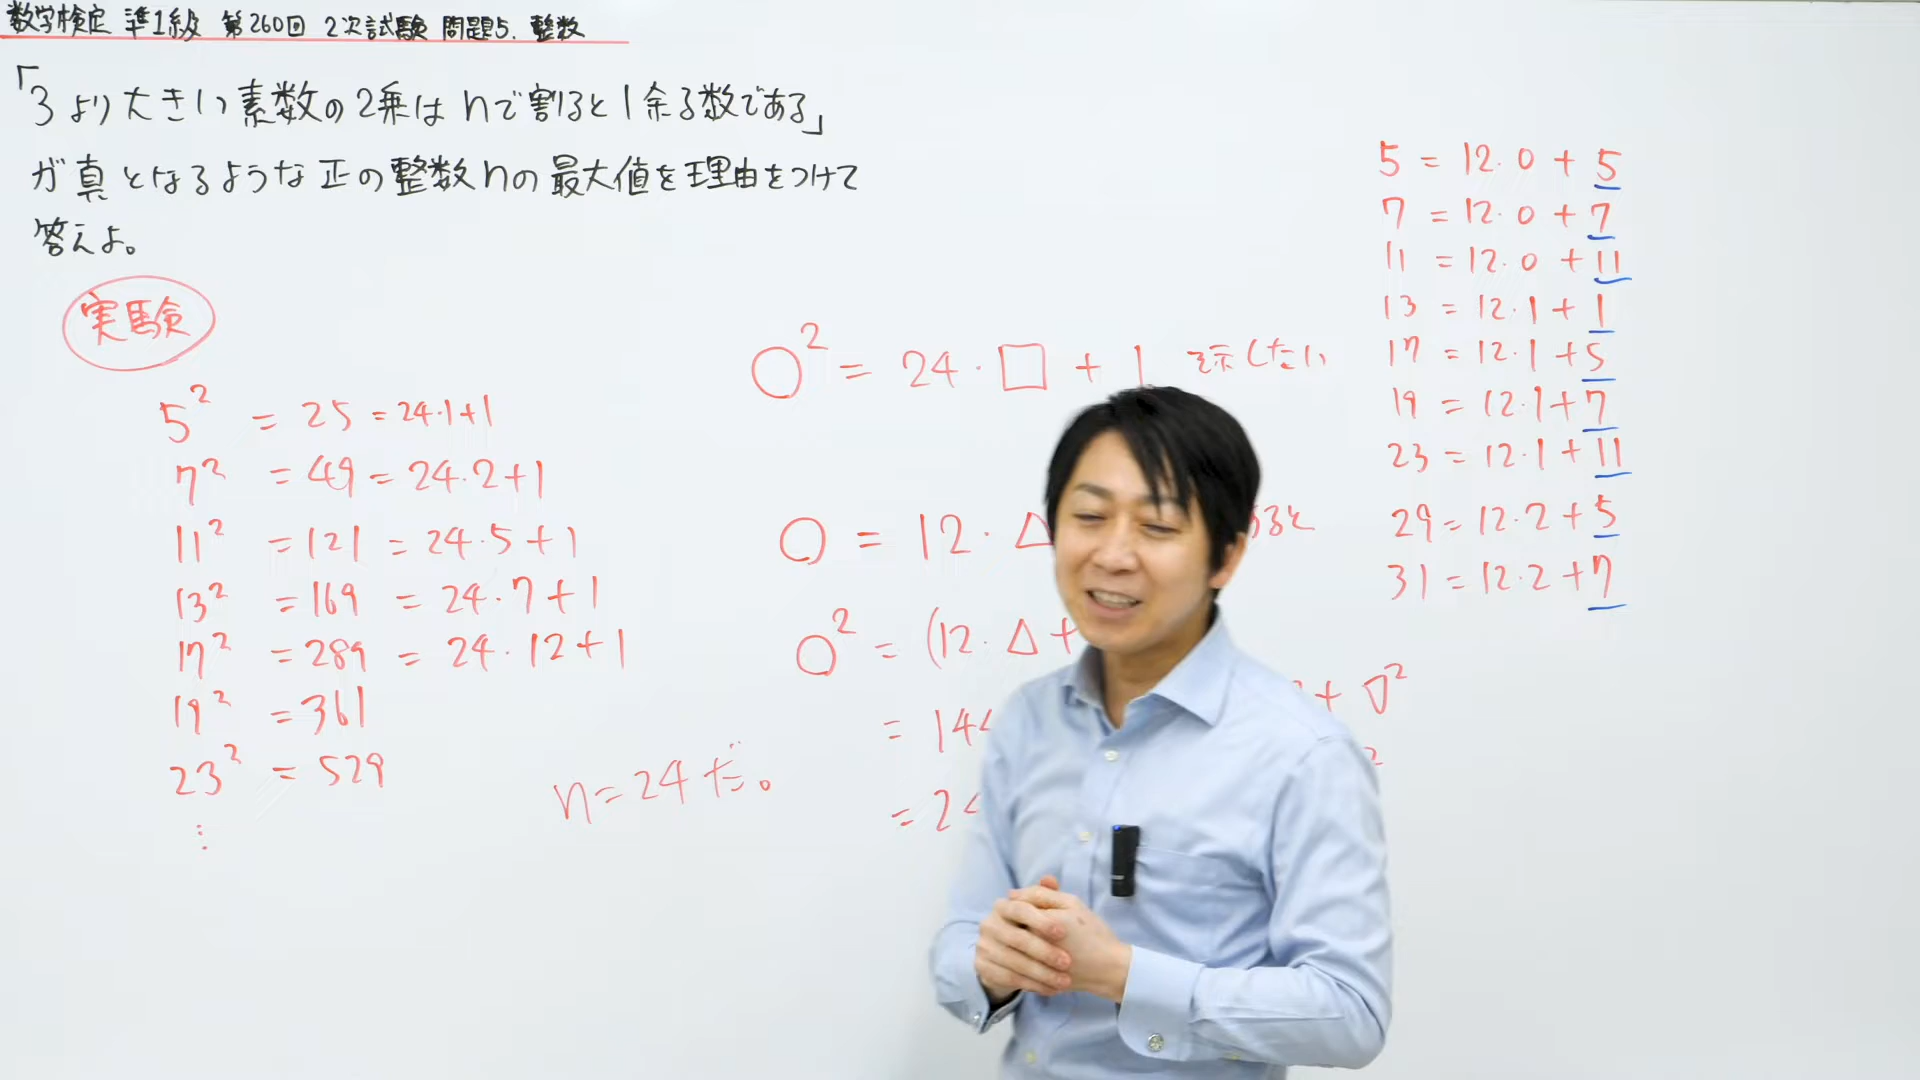 数学検定 準1級 第260回 2次試験 問題5. 整数
「3より大きい素数の2乗はnで割ると1余る数である」
が真となるような正の整数nの最大値を理由をつけて
答えよ。
実験
5² = 25 = 24・1+1
7² = 49 = 24・2+1
11² = 121 = 24・5+1
13² = 169 = 24・7+1
17² = 289 = 24・12+1
19² = 361
23² = 529
⋮
n=24だ。
○² = 24・□ + 1 を示したい
○ = 12・△
○² = (12・△+
= 144
+ ▽²
= 24
5 = 12・0 + 5
7 = 12・0 + 7
11 = 12・0 + 11
13 = 12・1 + 1
17 = 12・1 + 5
19 = 12・1 + 7
23 = 12・1 + 11
29 = 12・2 + 5
31 = 12・2 + 7